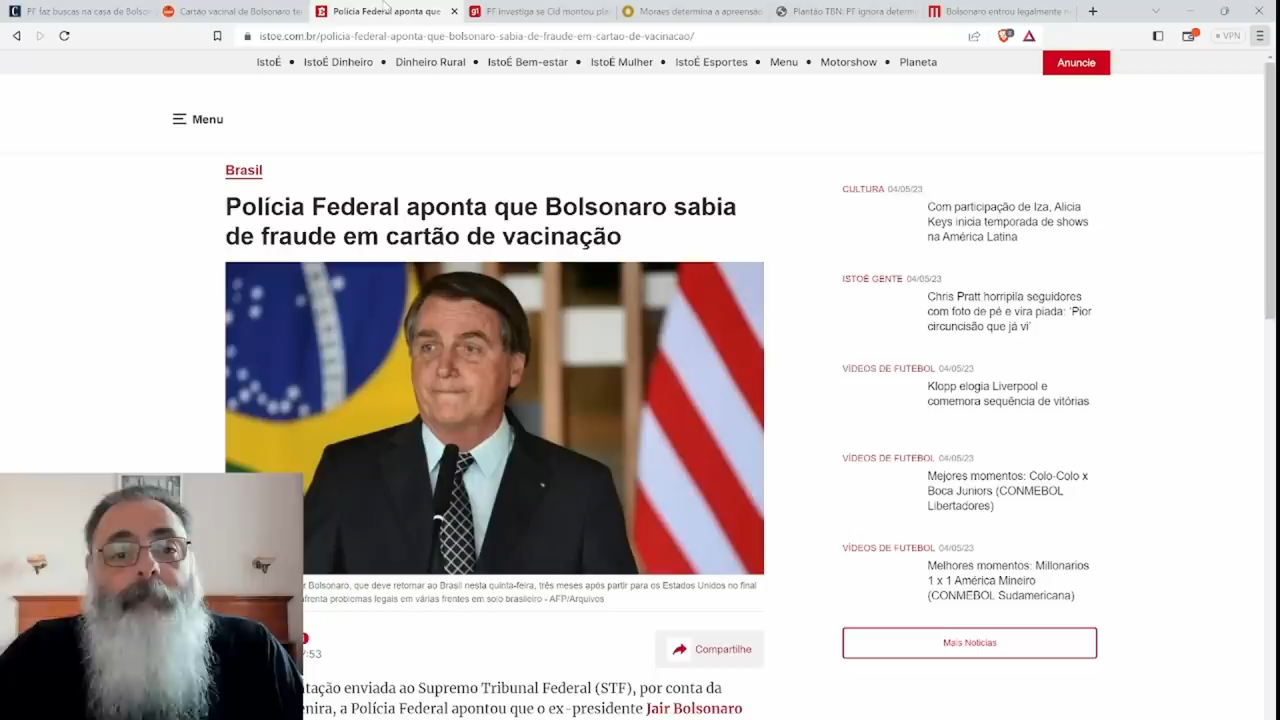 PF faz buscas na casa de Bolso
Cartão vacinal de Bolsonaro te
Polícia Federal aponta que
PF investiga se Cid montou pla
Moraes determina a apreensã
Plantão TBN: PF ignora determ
Bolsonaro entrou legalmente n
istoe.com.br/policia-federal-aponta-que-bolsonaro-sabia-de-fraude-em-cartao-de-vacinacao/
VPN
IstoÉ • IstoÉ Dinheiro • Dinheiro Rural • IstoÉ Bem-estar • IstoÉ Mulher • IstoÉ Esportes • Menu • Motorshow • Planeta
Anuncie
Menu
Brasil
Polícia Federal aponta que Bolsonaro sabia
de fraude em cartão de vacinação
r Bolsonaro, que deve retornar ao Brasil nesta quinta-feira, três meses após partir para os Estados Unidos no final
frenta problemas legais em várias frentes em solo brasileiro - AFP/Arquivos
7:53
Compartilhe
tação enviada ao Supremo Tribunal Federal (STF), por conta da
enira, a Polícia Federal apontou que o ex-presidente Jair Bolsonaro
CULTURA 04/05/23
Com participação de Iza, Alicia
Keys inicia temporada de shows
na América Latina
ISTOÉ GENTE 04/05/23
Chris Pratt horripila seguidores
com foto de pé e vira piada: 'Pior
circuncisão que já vi'
VÍDEOS DE FUTEBOL 04/05/23
Klopp elogia Liverpool e
comemora sequência de vitórias
VÍDEOS DE FUTEBOL 04/05/23
Mejores momentos: Colo-Colo x
Boca Juniors (CONMEBOL
Libertadores)
VÍDEOS DE FUTEBOL 04/05/23
Melhores momentos: Millonarios
1 x 1 América Mineiro
(CONMEBOL Sudamericana)
Mais Notícias